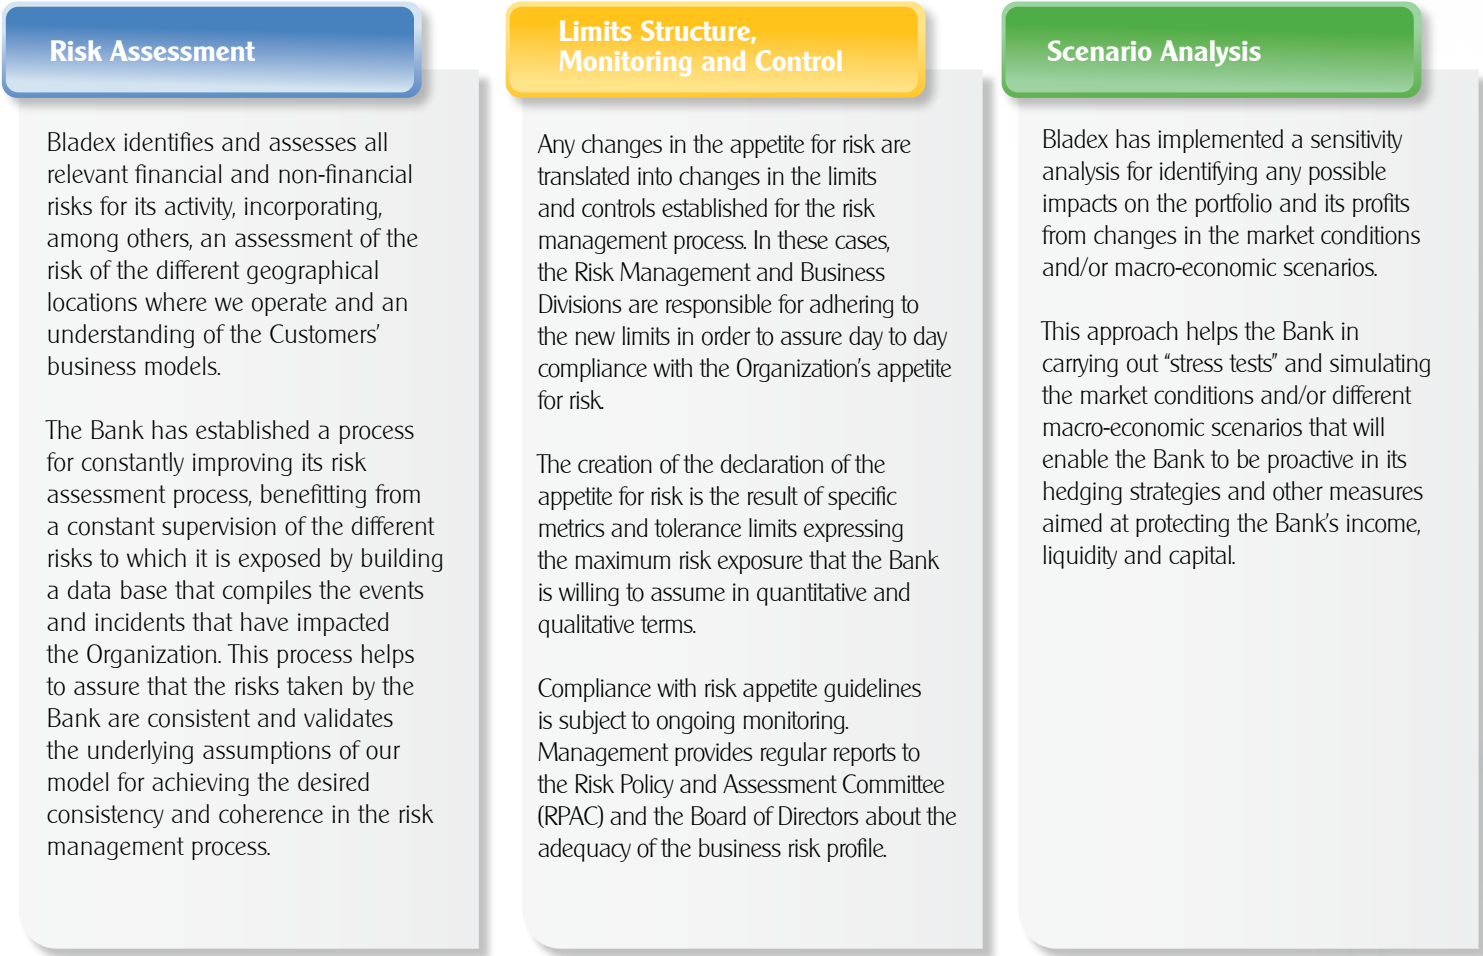 Risk Assessment
Bladex identifies and assesses all
relevant financial and non-financial
risks for its activity, incorporating,
among others, an assessment of the
risk of the different geographical
locations where we operate and an
understanding of the Customers’
business models.
The Bank has established a process
for constantly improving its risk
assessment process, benefitting from
a constant supervision of the different
risks to which it is exposed by building
a data base that compiles the events
and incidents that have impacted
the Organization. This process helps
to assure that the risks taken by the
Bank are consistent and validates
the underlying assumptions of our
model for achieving the desired
consistency and coherence in the risk
management process.
Limits Structure,
Monitoring and Control
Any changes in the appetite for risk are
translated into changes in the limits
and controls established for the risk
management process. In these cases,
the Risk Management and Business
Divisions are responsible for adhering to
the new limits in order to assure day to day
compliance with the Organization’s appetite
for risk.
The creation of the declaration of the
appetite for risk is the result of specific
metrics and tolerance limits expressing
the maximum risk exposure that the Bank
is willing to assume in quantitative and
qualitative terms.
Compliance with risk appetite guidelines
is subject to ongoing monitoring.
Management provides regular reports to
the Risk Policy and Assessment Committee
(RPAC) and the Board of Directors about the
adequacy of the business risk profile.
Scenario Analysis
Bladex has implemented a sensitivity
analysis for identifying any possible
impacts on the portfolio and its profits
from changes in the market conditions
and/or macro-economic scenarios.
This approach helps the Bank in
carrying out “stress tests” and simulating
the market conditions and/or different
macro-economic scenarios that will
enable the Bank to be proactive in its
hedging strategies and other measures
aimed at protecting the Bank’s income,
liquidity and capital.